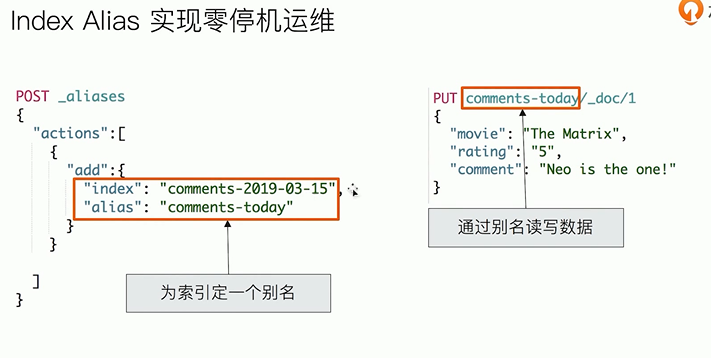 Index Alias 实现零停机运维
POST _aliases
{
"actions":[
{
"add":{
"index": "comments-2019-03-15",
"alias": "comments-today"
}
}
]
}
为索引定一个别名
PUT comments-today/_doc/1
{
"movie": "The Matrix",
"rating": "5",
"comment": "Neo is the one!"
}
通过别名读写数据